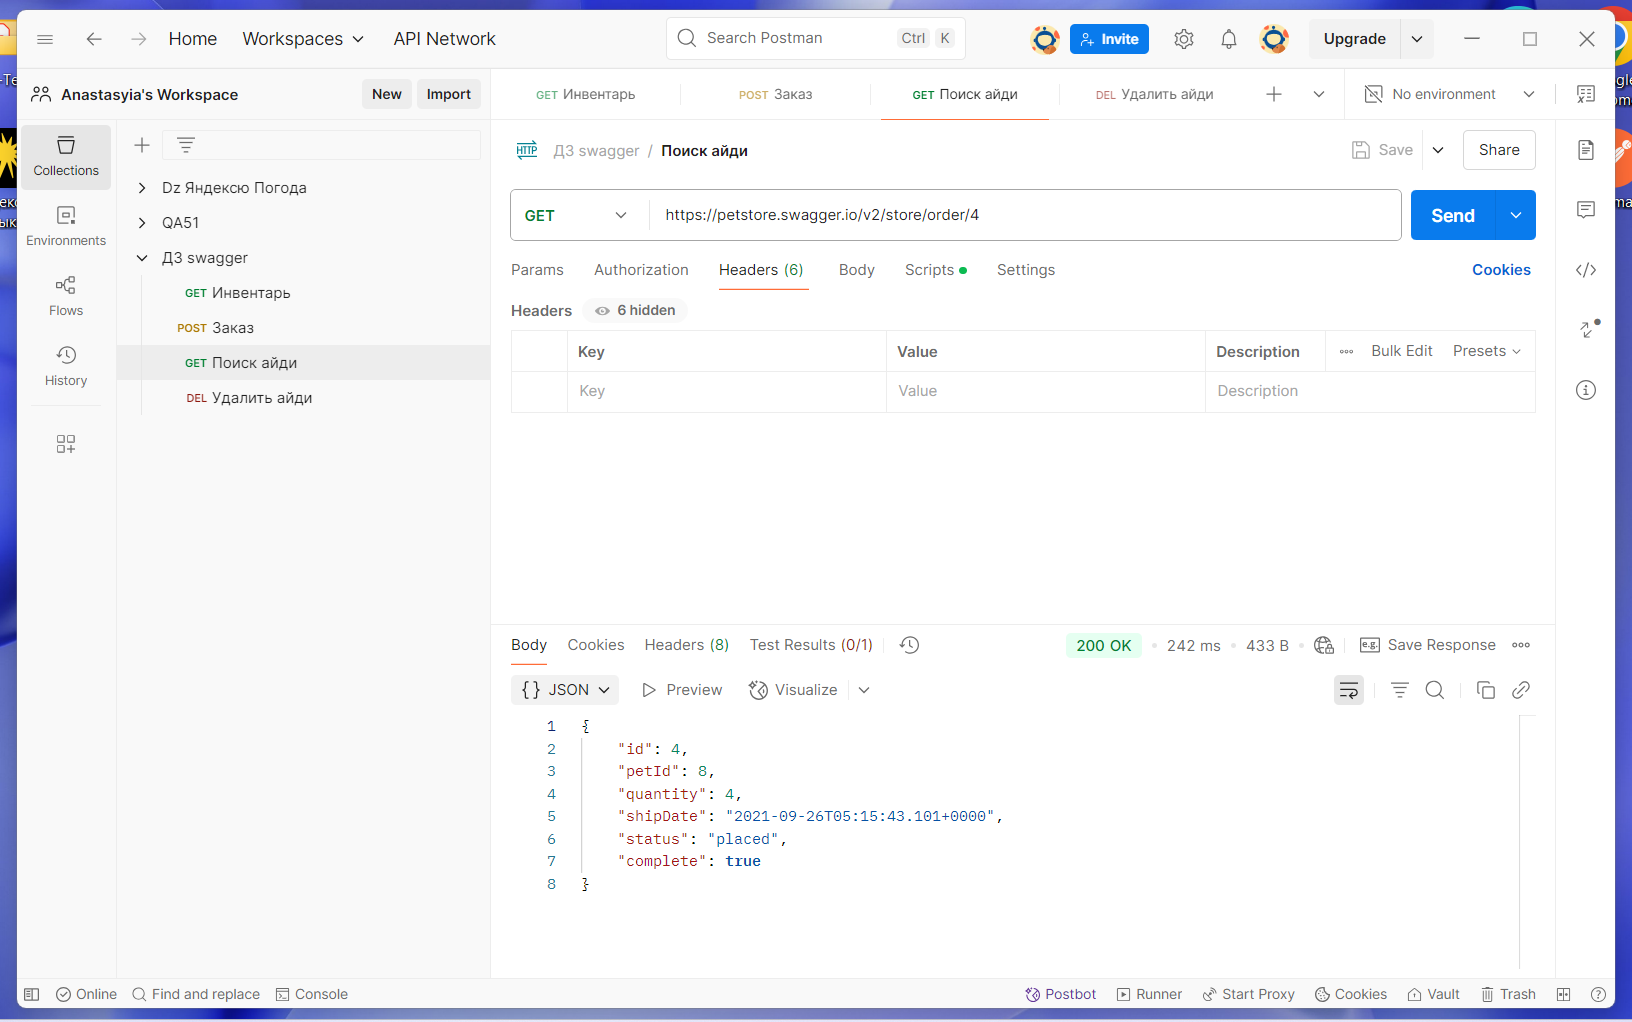 Home
Workspaces
API Network
Search Postman
Ctrl
K
Invite
Upgrade
Anastasyia's Workspace
New
Import
GET Инвентарь
POST Заказ
GET Поиск айди
DEL Удалить айди
No environment
Collections
Environments
Flows
History
Dz Яндексю Погода
QA51
ДЗ swagger
GET Инвентарь
POST Заказ
GET Поиск айди
DEL Удалить айди
HTTP
ДЗ swagger / Поиск айди
Save
Share
GET
https://petstore.swagger.io/v2/store/order/4
Send
Params
Authorization
Headers (6)
Body
Scripts
Settings
Cookies
Headers
6 hidden
Key
Value
Description
Bulk Edit
Presets
Key
Value
Description
Body
Cookies
Headers (8)
Test Results (0/1)
200 OK
242 ms
433 B
e.g.
Save Response
{} JSON
Preview
Visualize
1 {
2 "id": 4,
3 "petId": 8,
4 "quantity": 4,
5 "shipDate": "2021-09-26T05:15:43.101+0000",
6 "status": "placed",
7 "complete": true
8 }
Online
Find and replace
Console
Postbot
Runner
Start Proxy
Cookies
Vault
Trash